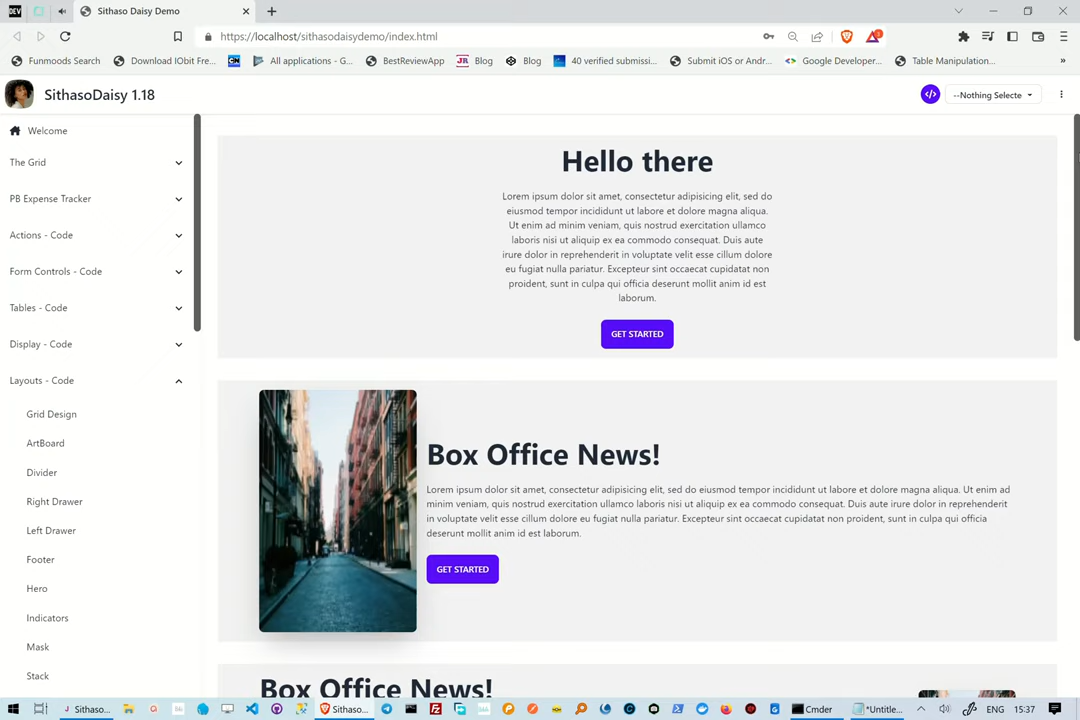 DEV
Sithaso Daisy Demo
https://localhost/sithasodaisydemo/index.html
Funmoods Search
Download IObit Fre...
All applications - G...
BestReviewApp
JR
Blog
Blog
40 verified submissi...
Submit iOS or Andr...
Google Developer...
Table Manipulation...
SithasoDaisy 1.18
--Nothing Selecte
Welcome
The Grid
PB Expense Tracker
Actions - Code
Form Controls - Code
Tables - Code
Display - Code
Layouts - Code
Grid Design
ArtBoard
Divider
Right Drawer
Left Drawer
Footer
Hero
Indicators
Mask
Stack
Hello there
Lorem ipsum dolor sit amet, consectetur adipisicing elit, sed do
eiusmod tempor incididunt ut labore et dolore magna aliqua.
Ut enim ad minim veniam, quis nostrud exercitation ullamco
laboris nisi ut aliquip ex ea commodo consequat. Duis aute
irure dolor in reprehenderit in voluptate velit esse cillum dolore
eu fugiat nulla pariatur. Excepteur sint occaecat cupidatat non
proident, sunt in culpa qui officia deserunt mollit anim id est
laborum.
GET STARTED
Box Office News!
Lorem ipsum dolor sit amet, consectetur adipisicing elit, sed do eiusmod tempor incididunt ut labore et dolore magna aliqua. Ut enim ad
minim veniam, quis nostrud exercitation ullamco laboris nisi ut aliquip ex ea commodo consequat. Duis aute irure dolor in reprehenderit
in voluptate velit esse cillum dolore eu fugiat nulla pariatur. Excepteur sint occaecat cupidatat non proident, sunt in culpa qui officia
deserunt mollit anim id est laborum.
GET STARTED
Box Office News!
Sithaso...
Sithaso...
Cmder
*Untitle...
ENG
15:37